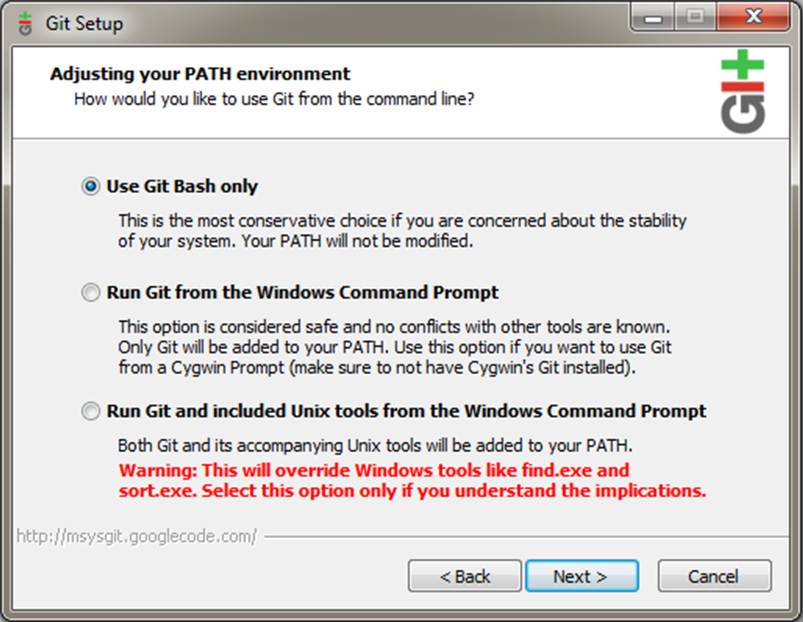 Git Setup
Adjusting your PATH environment
How would you like to use Git from the command line?
GIT
Use Git Bash only
This is the most conservative choice if you are concerned about the stability
of your system. Your PATH will not be modified.
Run Git from the Windows Command Prompt
This option is considered safe and no conflicts with other tools are known.
Only Git will be added to your PATH. Use this option if you want to use Git
from a Cygwin Prompt (make sure to not have Cygwin's Git installed).
Run Git and included Unix tools from the Windows Command Prompt
Both Git and its accompanying Unix tools will be added to your PATH.
Warning: This will override Windows tools like find.exe and
sort.exe. Select this option only if you understand the implications.
http://msysgit.googlecode.com/
< Back Next > Cancel